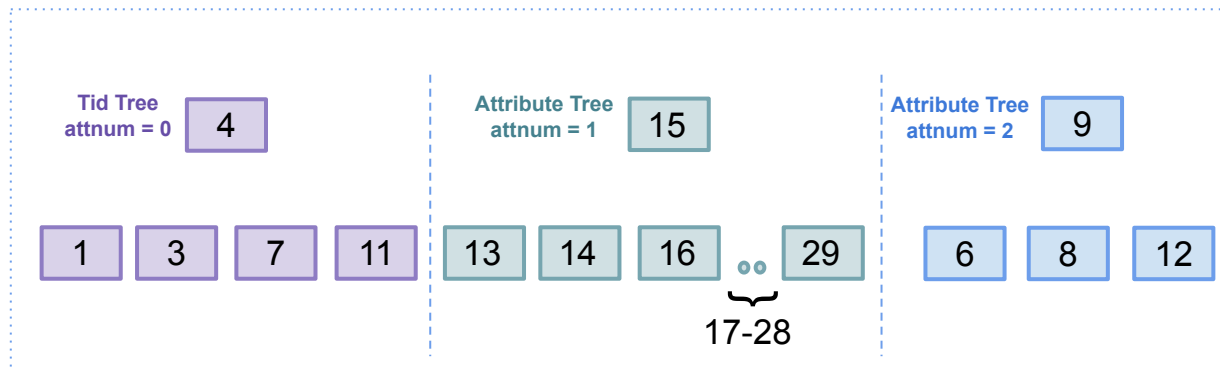 Tid Tree
attnum = 0
4
Attribute Tree
attnum = 1
15
Attribute Tree
attnum = 2
9
1 3 7 11
13 14 16 29
17-28
6 8 12